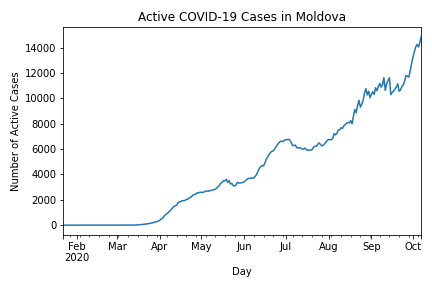 Active COVID-19 Cases in Moldova
14000
12000
10000
8000
6000
4000
2000
0
Number of Active Cases
Feb Mar Apr May Jun Jul Aug Sep Oct
2020
Day